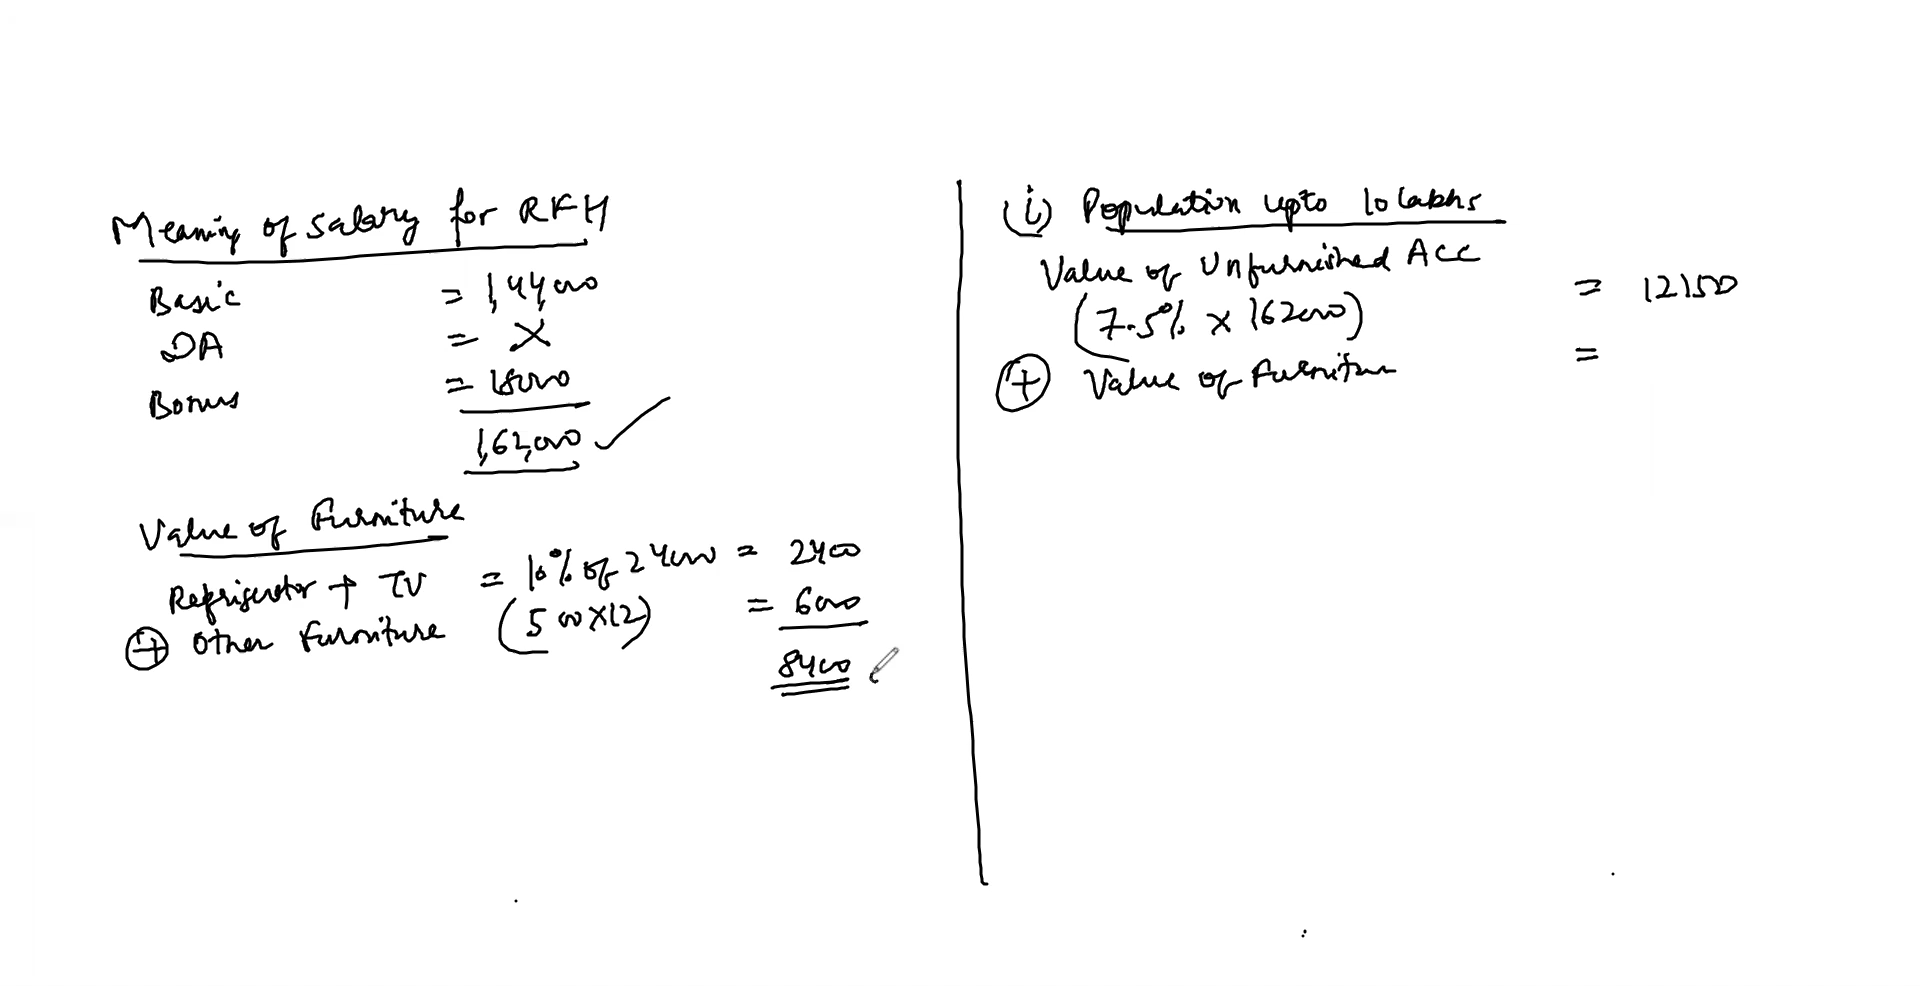 Meaning of Salary for RFH
Basic = 1,44,000
DA = X
Bonus = 18000
1,62,000 ✓
Value of Furniture
Refrigerator + TV = 10% of 24000 = 2400
+ Other Furniture (500X12) = 6000
8400
(i) Population upto 10 Lakhs
Value of Unfurnished Acc
(7.5% x 162000) = 12150
+ Value of Furniture =